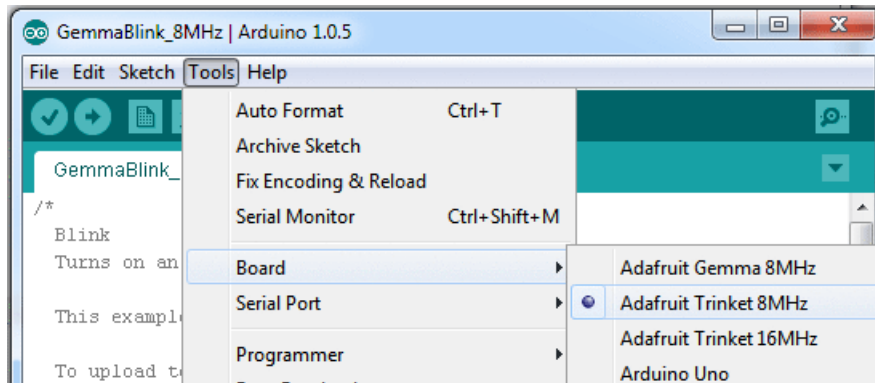 GemmaBlink_8MHz | Arduino 1.0.5
File Edit Sketch Tools Help
Auto Format Ctrl+T
Archive Sketch
GemmaBlink_
Fix Encoding & Reload
/*
Serial Monitor Ctrl+Shift+M
Blink
Turns on an
Board
Adafruit Gemma 8MHz
Serial Port
Adafruit Trinket 8MHz
This example
Adafruit Trinket 16MHz
Programmer
To upload to
Arduino Uno